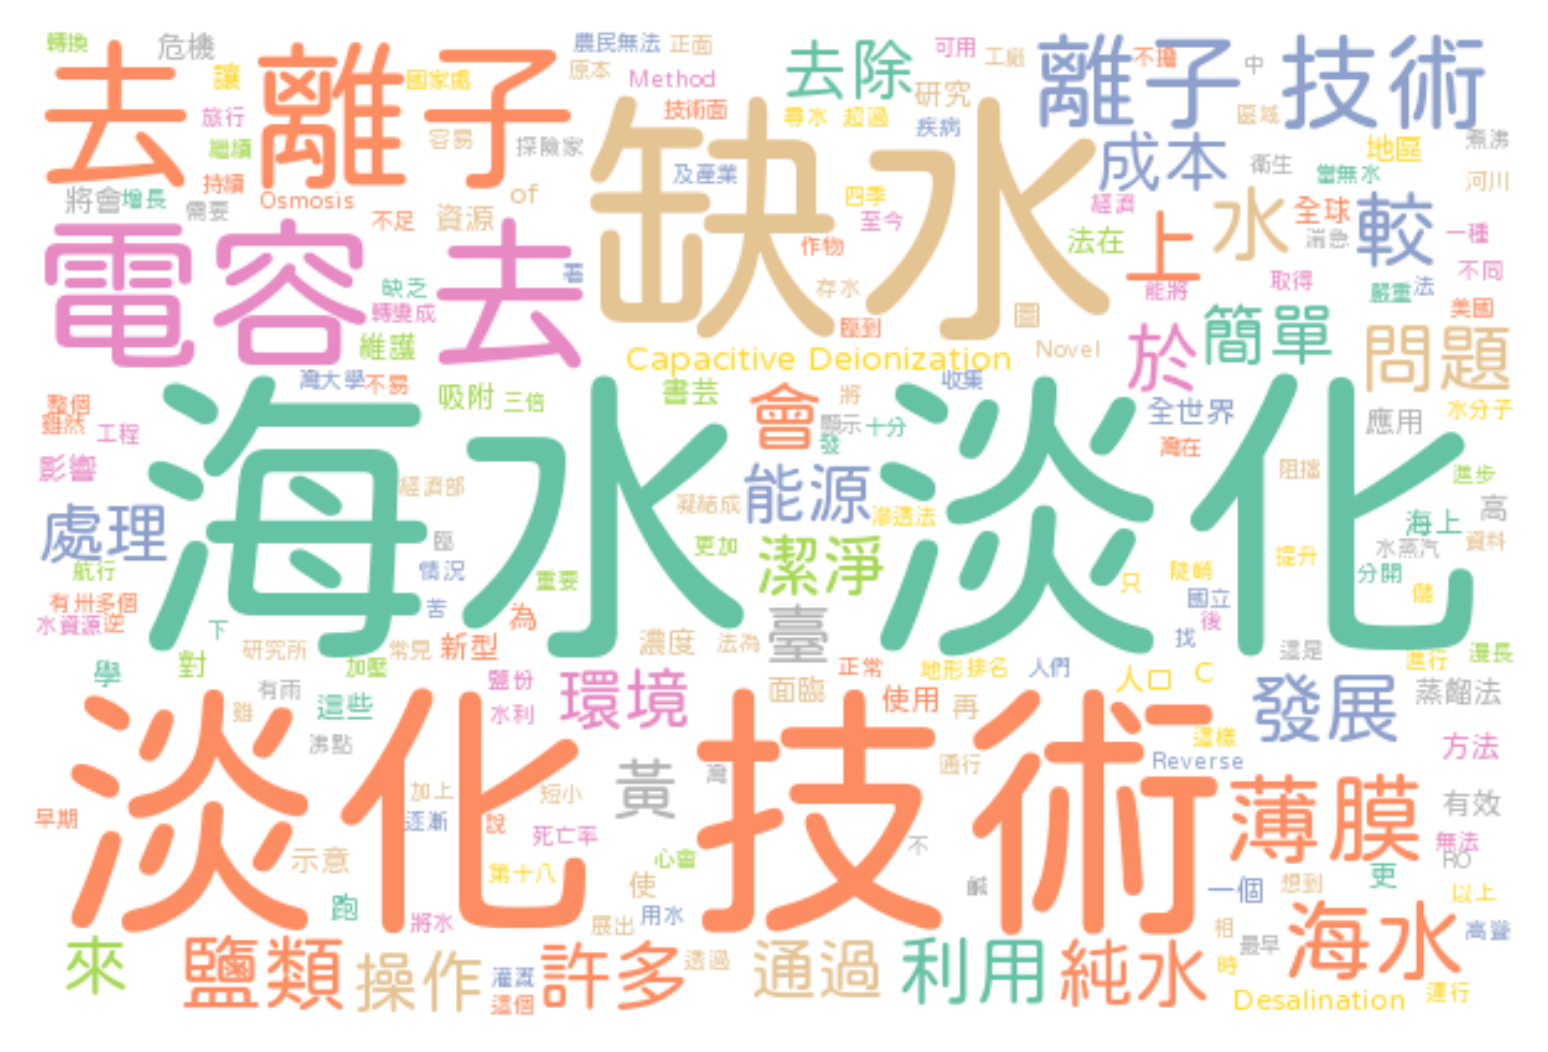 轉換
危機
農民無法
正面
去除
可用
工廠
離子
不擔
中
技術
去
離子
讓
國家處
原本
Method
研究
技術面
尋水
超過
疾病
區域
旅行
繼續
容易
探險家
缺水
成本
地區
煮沸
衛生
當無水
河川
持續
將會
增長
需要
Osmosis
of
不足
資源
及產業
四季
至今
作物
經濟
法在
上
水
全球
湍急
較
一種
不同
電容
去
著
缺乏
轉變成
維護
存水
臨到
圖
能將
取得
嚴重
法
美國
Capacitive Deionization
Novel
於
簡單
問題
灣大學
不易
吸附
三倍
書芸
會
將
收集
顯示
十分
發
全世界
灣在
應用
水分子
整個
雖然
工程
影響
海水
淡化
經濟部
能源
凝結成
滲透法
阻擋
進步
高
處理
臨
更加
潔淨
海上
水蒸汽
資料
提升
分開
航行
情況
重要
只
陡峭
儲
有卅多個
水資源
逆
苦
下
為
臺
國立
後
找
研究所
常見
新型
濃度
法為
正常
地形
排名
人們
這是
進行
漫長
對
加壓
學
有雨
鹽份
環境
面臨
使用
再
人口
C
發展
蒸餾法
雖
這些
水利
沸點
淡化
技術
這樣
Reverse
方法
黃
灣
通行
加上
短小
早期
逐漸
說
死亡率
薄膜
有效
無法
RO
示意
第十八
心會
不
鹹
更
一個
想到
以上
跑
使
將水
展出
用水
相
最早
海水
高聳
來
鹽類
操作
灌溉
這個
許多
透過
通過
利用
純水
時
Desalination
運行